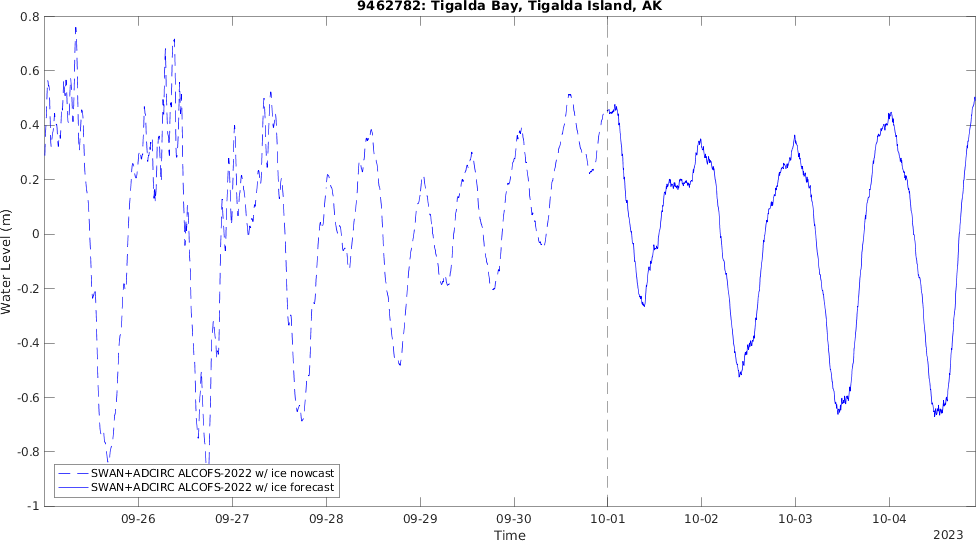 9462782: Tigalda Bay, Tigalda Island, AK
0.8
0.6
0.4
0.2
0
-0.2
-0.4
-0.6
-0.8
-1
Water Level (m)
SWAN+ADCIRC ALCOFS-2022 w/ ice nowcast
SWAN+ADCIRC ALCOFS-2022 w/ ice forecast
09-26 09-27 09-28 09-29 09-30 10-01 10-02 10-03 10-04
Time
2023